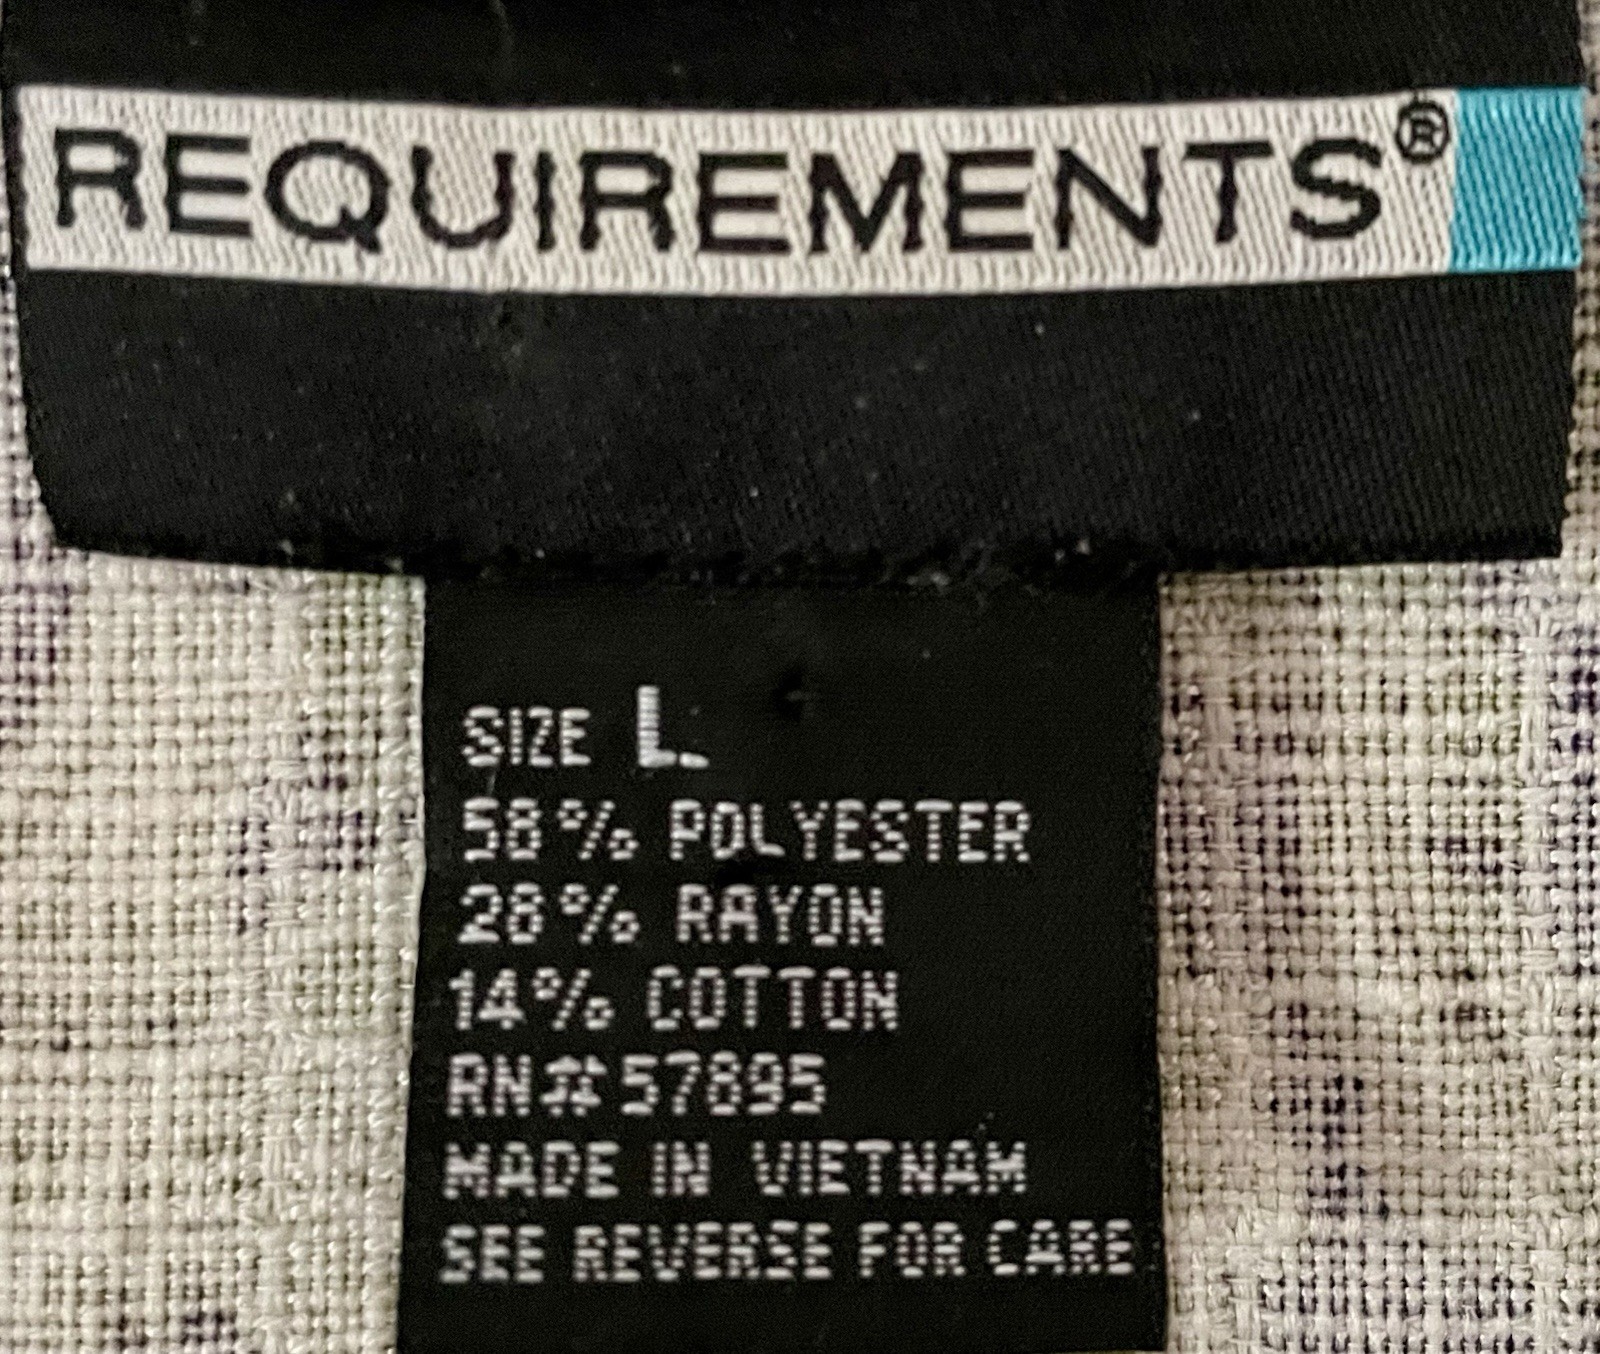 REQUIREMENTS®
SIZE L
58% POLYESTER
28% RAYON
14% COTTON
RN#57895
MADE IN VIETNAM
SEE REVERSE FOR CARE